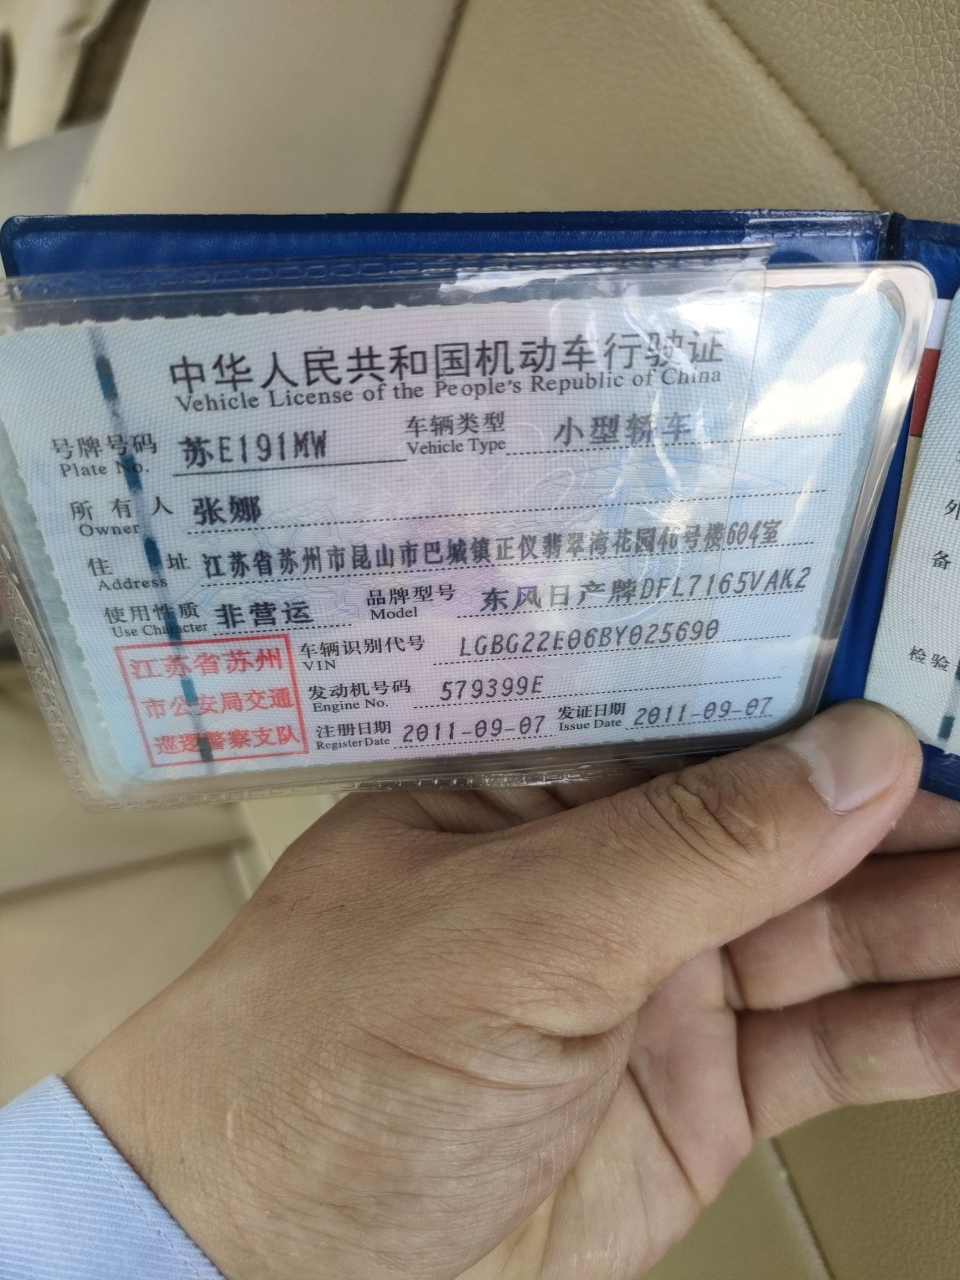 中华人民共和国机动车行驶证
Vehicle License of the People's Republic of China
号牌号码 苏E191MW 车辆类型 小型轿车
Plate No. Vehicle Type
所有人 张娜
Owner
住址 江苏省苏州市昆山市巴城镇正仪翡翠湾花园46号楼604室
Address
使用性质 非营运 品牌型号 东风日产牌DFL7165VAK2
Use Character Model
江苏省苏州
市公安局交通
巡逻警察支队
车辆识别代号 LGBG22E06BY025690
VIN
发动机号码 579399E
Engine No.
注册日期 2011-09-07 发证日期 2011-09-07
Register Date Issue Date
外
备
检验